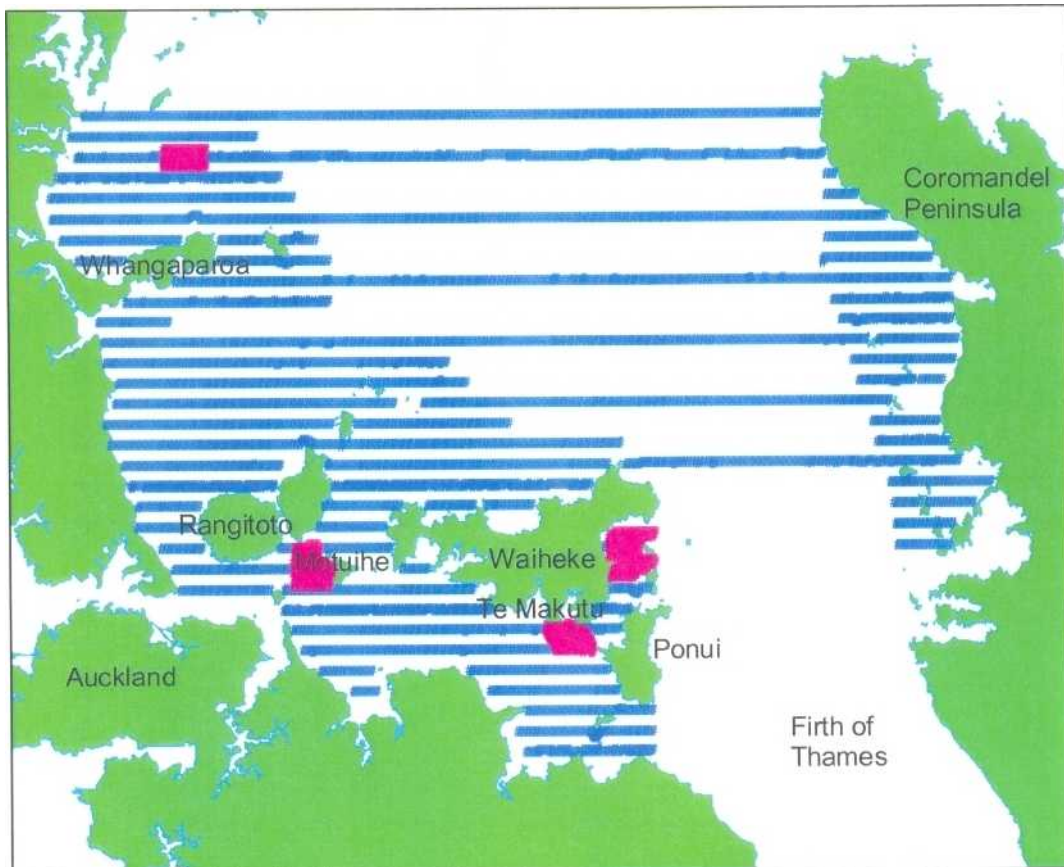 Coromandel
Peninsula
Whangaparoa
Rangitoto
Motuihe
Waiheke
Te Makutu
Ponui
Auckland
Firth of
Thames